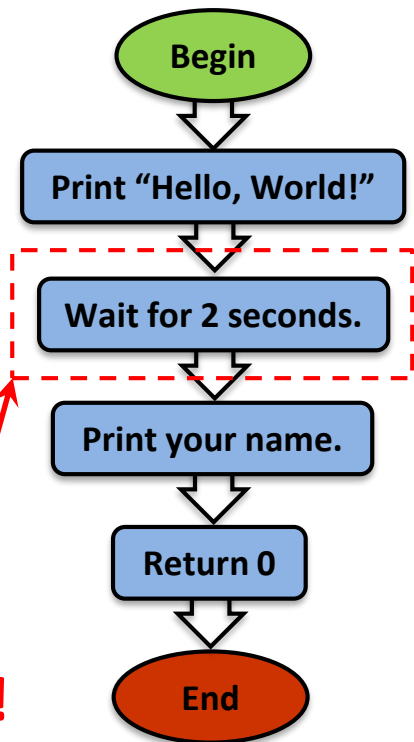 Begin
Print “Hello, World!”
Wait for 2 seconds.
Print your name.
Return 0
!
End